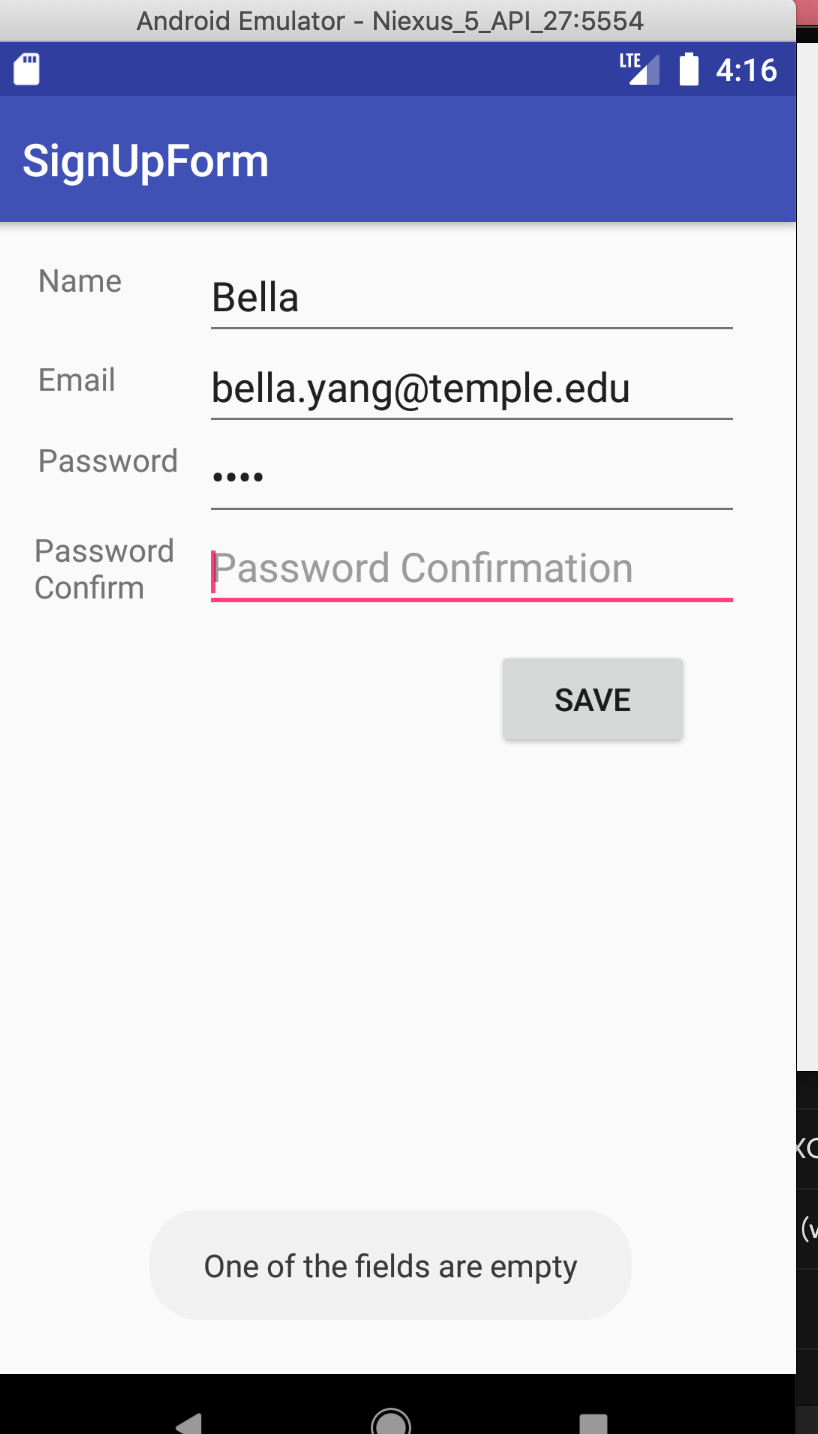 Android Emulator - Niexus_5_API_27:5554
LTE 4:16
SignUpForm
Name
Bella
Email
bella.yang@temple.edu
Password
••••
Password
Confirm
Password Confirmation
SAVE
One of the fields are empty